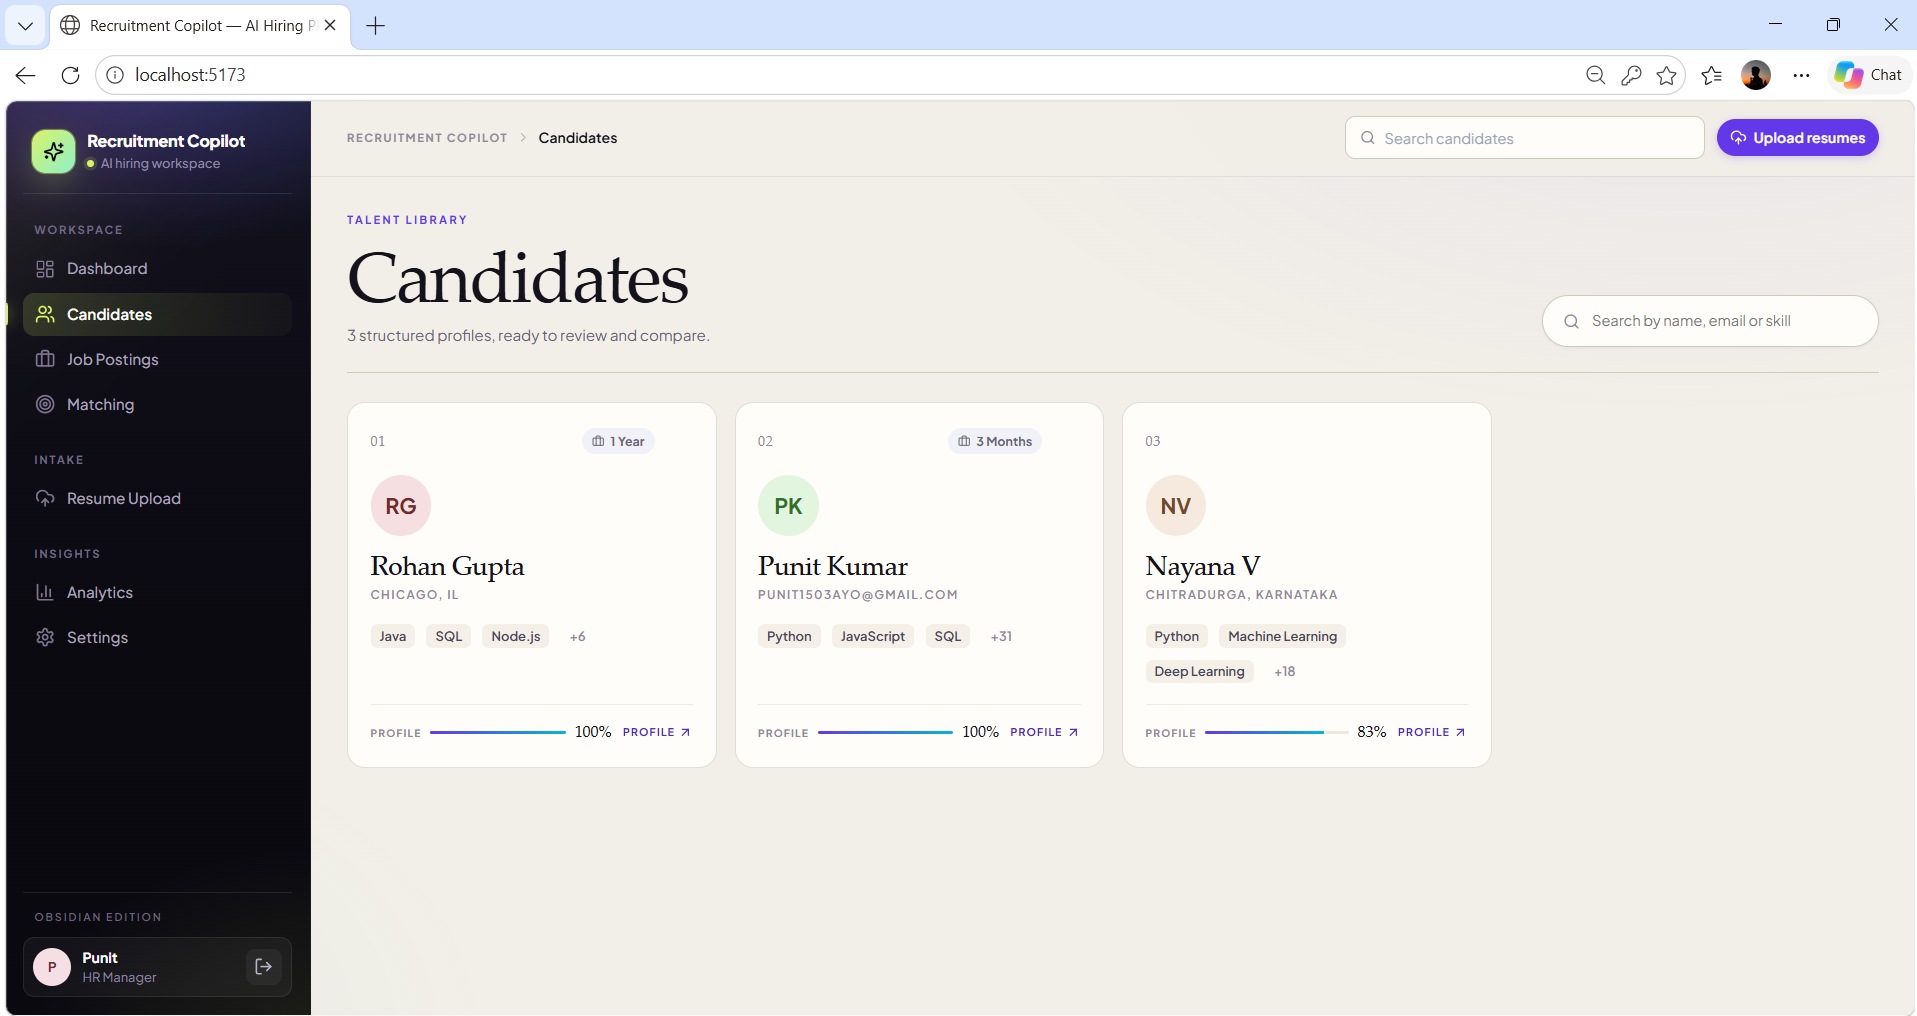 Recruitment Copilot — AI Hiring P
localhost:5173
Chat
Recruitment Copilot
AI hiring workspace
WORKSPACE
Dashboard
Candidates
Job Postings
Matching
INTAKE
Resume Upload
INSIGHTS
Analytics
Settings
OBSIDIAN EDITION
P
Punit
HR Manager
RECRUITMENT COPILOT > Candidates
Search candidates
Upload resumes
TALENT LIBRARY
Candidates
3 structured profiles, ready to review and compare.
Search by name, email or skill
01
1 Year
RG
Rohan Gupta
CHICAGO, IL
Java SQL Node.js +6
PROFILE 100% PROFILE
02
3 Months
PK
Punit Kumar
PUNIT1503AYO@GMAIL.COM
Python JavaScript SQL +31
PROFILE 100% PROFILE
03
NV
Nayana V
CHITRADURGA, KARNATAKA
Python Machine Learning
Deep Learning +18
PROFILE 83% PROFILE